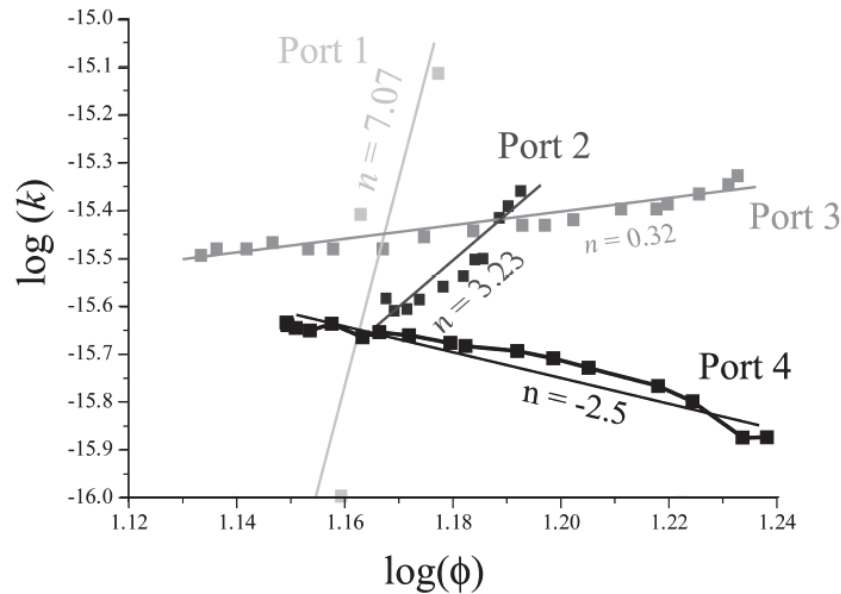 -15.0
-15.1
-15.2
-15.3
-15.4
-15.5
-15.6
-15.7
-15.8
-15.9
-16.0
log (k)
Port 1
n = 7.07
Port 2
n = 3.23
Port 3
n = 0.32
Port 4
n = -2.5
1.12 1.14 1.16 1.18 1.20 1.22 1.24
log(ϕ)